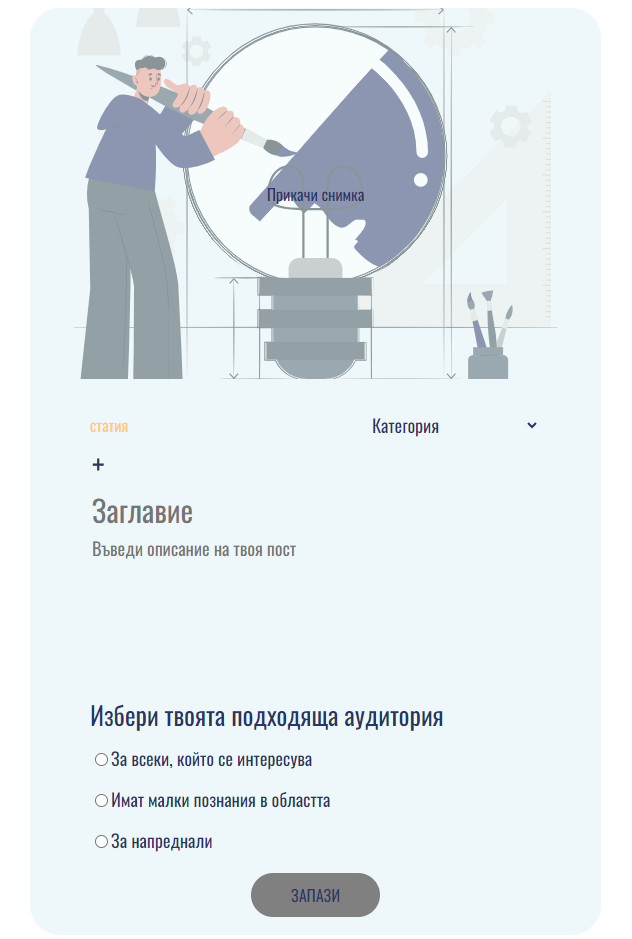 Прикачи снимка
статия
Категория
+
Заглавие
Въведи описание на твоя пост
Избери твоята подходяща аудитория
За всеки, който се интересува
Имат малки познания в областта
За напреднали
ЗАПАЗИ